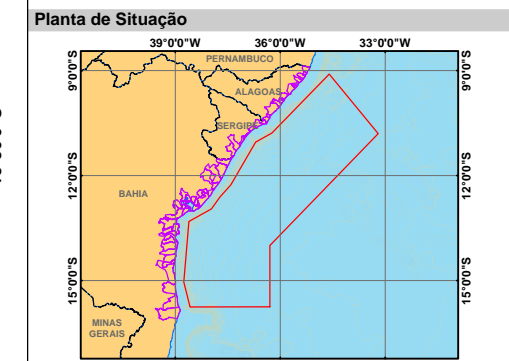 Planta de Situação
39°0'0"W 36°0'0"W 33°0'0"W
9°0'0"S 9°0'0"S
PERNAMBUCO
ALAGOAS
SERGIPE
12°0'0"S 12°0'0"S
BAHIA
15°0'0"S 15°0'0"S
MINAS
GERAIS